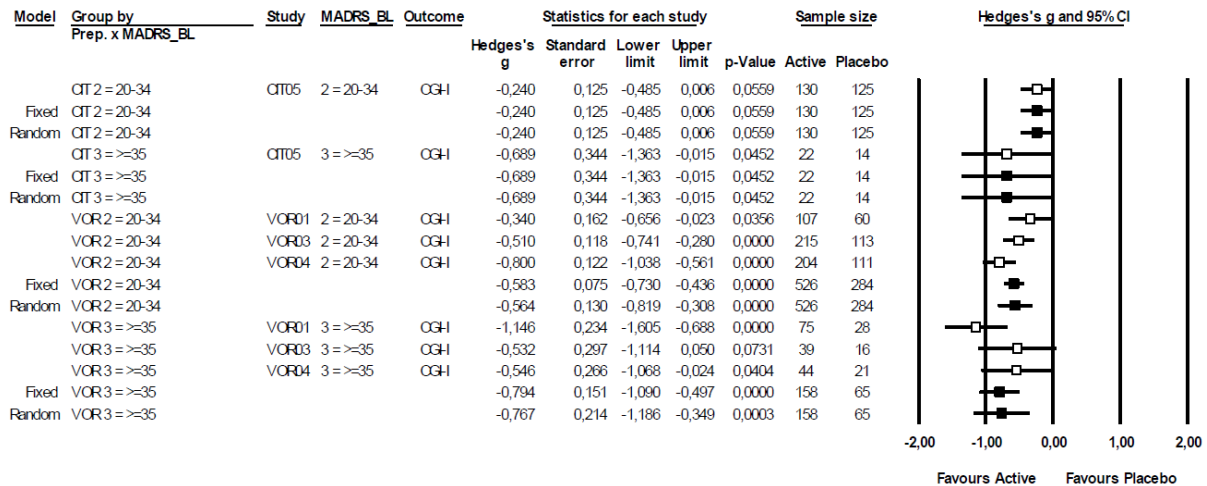 Model Group by Study MADRS_BL Outcome Statistics for each study Sample size Hedges's g and 95% CI
Prep. x MADRS_BL
Hedges's Standard Lower Upper
g error limit limit p-Value Active Placebo
CIT 2 = 20-34 CIT05 2 = 20-34 CGI-I -0,240 0,125 -0,485 0,006 0,0559 130 125
Fixed CIT 2 = 20-34 -0,240 0,125 -0,485 0,006 0,0559 130 125
Random CIT 2 = 20-34 -0,240 0,125 -0,485 0,006 0,0559 130 125
CIT 3 = >=35 CIT05 3 = >=35 CGI-I -0,689 0,344 -1,363 -0,015 0,0452 22 14
Fixed CIT 3 = >=35 -0,689 0,344 -1,363 -0,015 0,0452 22 14
Random CIT 3 = >=35 -0,689 0,344 -1,363 -0,015 0,0452 22 14
VOR 2 = 20-34 VOR01 2 = 20-34 CGI-I -0,340 0,162 -0,656 -0,023 0,0356 107 60
VOR 2 = 20-34 VOR03 2 = 20-34 CGI-I -0,510 0,118 -0,741 -0,280 0,0000 215 113
VOR 2 = 20-34 VOR04 2 = 20-34 CGI-I -0,800 0,122 -1,038 -0,561 0,0000 204 111
Fixed VOR 2 = 20-34 -0,583 0,075 -0,730 -0,436 0,0000 526 284
Random VOR 2 = 20-34 -0,564 0,130 -0,819 -0,308 0,0000 526 284
VOR 3 = >=35 VOR01 3 = >=35 CGI-I -1,146 0,234 -1,605 -0,688 0,0000 75 28
VOR 3 = >=35 VOR03 3 = >=35 CGI-I -0,532 0,297 -1,114 0,050 0,0731 39 16
VOR 3 = >=35 VOR04 3 = >=35 CGI-I -0,546 0,266 -1,068 -0,024 0,0404 44 21
Fixed VOR 3 = >=35 -0,794 0,151 -1,090 -0,497 0,0000 158 65
Random VOR 3 = >=35 -0,767 0,214 -1,186 -0,349 0,0003 158 65
-2,00 -1,00 0,00 1,00 2,00
Favours Active Favours Placebo